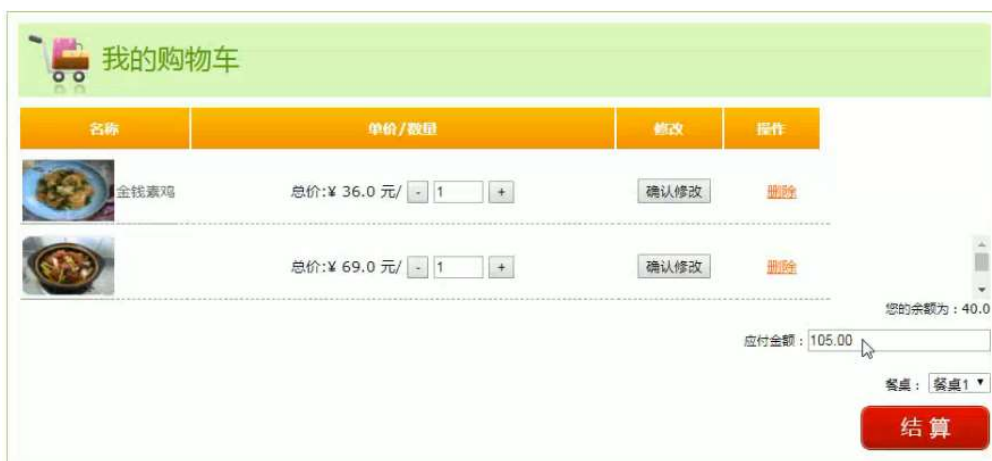 我的购物车
名称 单价/数量 修改 操作
金钱素鸡 总价:¥ 36.0 元/ - 1 + 确认修改 删除
总价:¥ 69.0 元/ - 1 + 确认修改 删除
您的余额为：40.0
应付金额：105.00
餐桌： 餐桌1
结 算